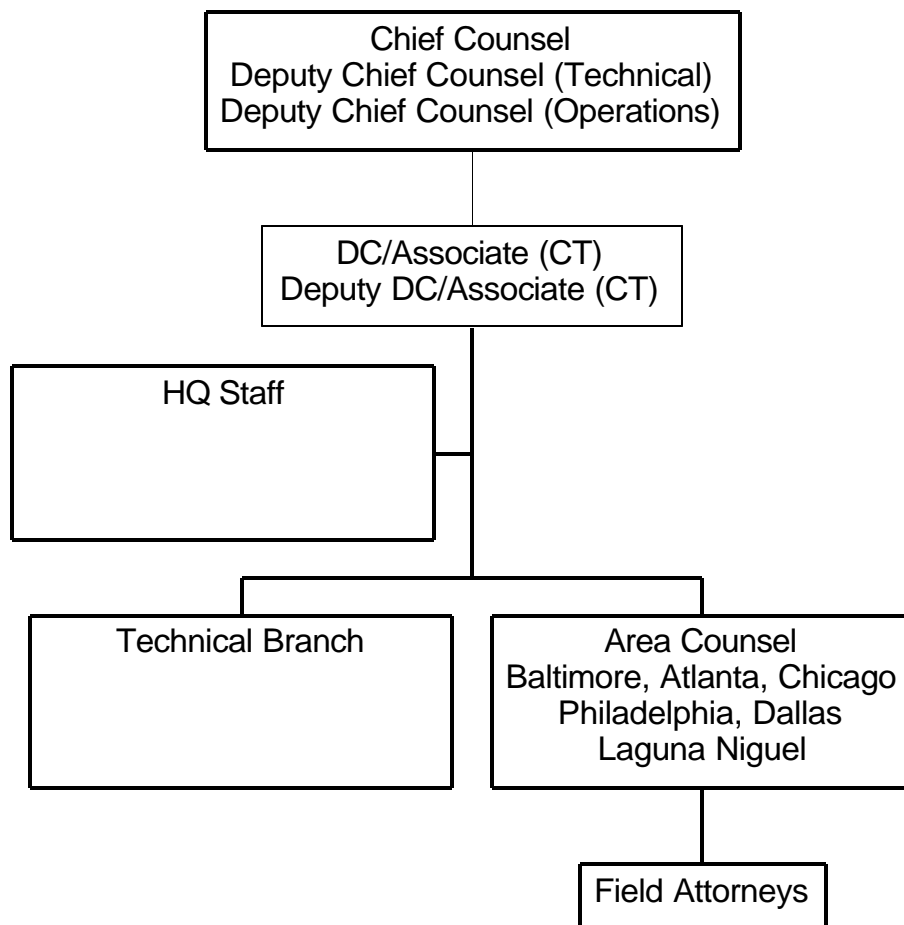 Chief Counsel
Deputy Chief Counsel (Technical)
Deputy Chief Counsel (Operations)
DC/Associate (CT)
Deputy DC/Associate (CT)
HQ Staff
Technical Branch
Area Counsel
Baltimore, Atlanta, Chicago
Philadelphia, Dallas
Laguna Niguel
Field Attorneys